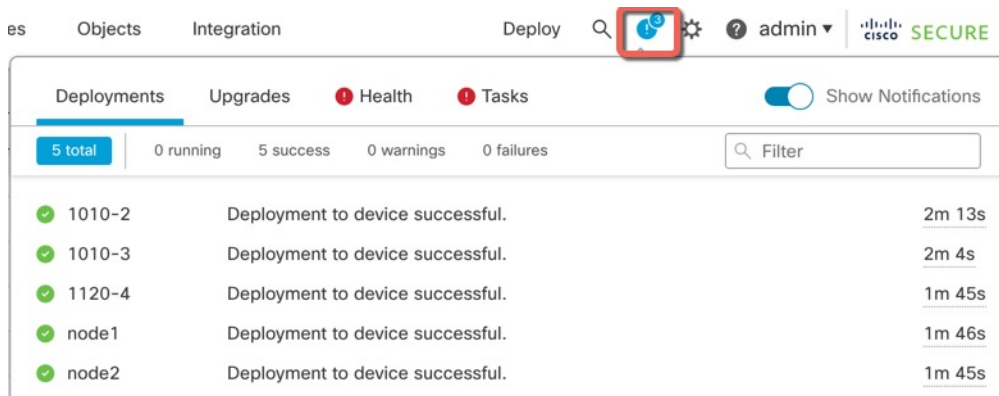 es Objects Integration Deploy 3 admin cisco SECURE
Deployments Upgrades Health Tasks Show Notifications
5 total 0 running 5 success 0 warnings 0 failures Filter
1010-2 Deployment to device successful. 2m 13s
1010-3 Deployment to device successful. 2m 4s
1120-4 Deployment to device successful. 1m 45s
node1 Deployment to device successful. 1m 46s
node2 Deployment to device successful. 1m 45s